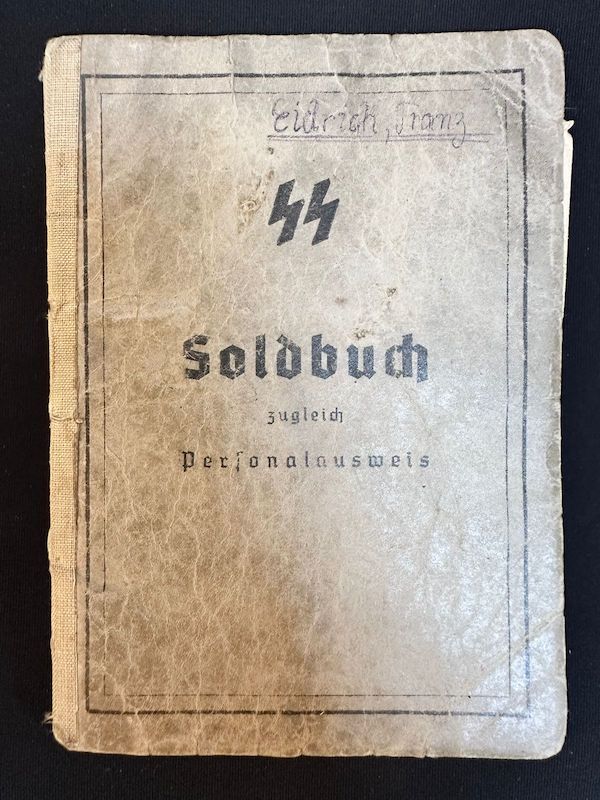 Eidrich, Franz
SS
Soldbuch
zugleich
Personalausweis